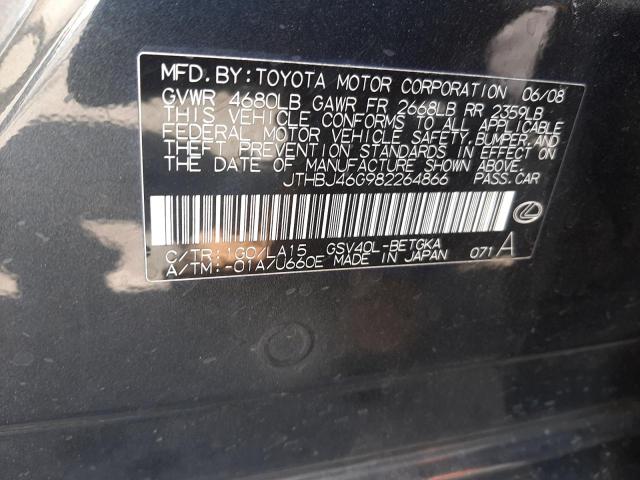 MFD. BY: TOYOTA MOTOR CORPORATION 06/08
GVWR 4680LB GAWR FR 2668LB RR 2359LB
THIS VEHICLE CONFORMS TO ALL APPLICABLE
FEDERAL MOTOR VEHICLE SAFETY, BUMPER, AND
THEFT PREVENTION STANDARDS IN EFFECT ON
THE DATE OF MANUFACTURE SHOWN ABOVE.
JTHBJ46G982264866 PASS. CAR
C/TR: 1G0/LA15 GSV40L-BETGKA
A/TM: -01A/U660E MADE IN JAPAN 071 A